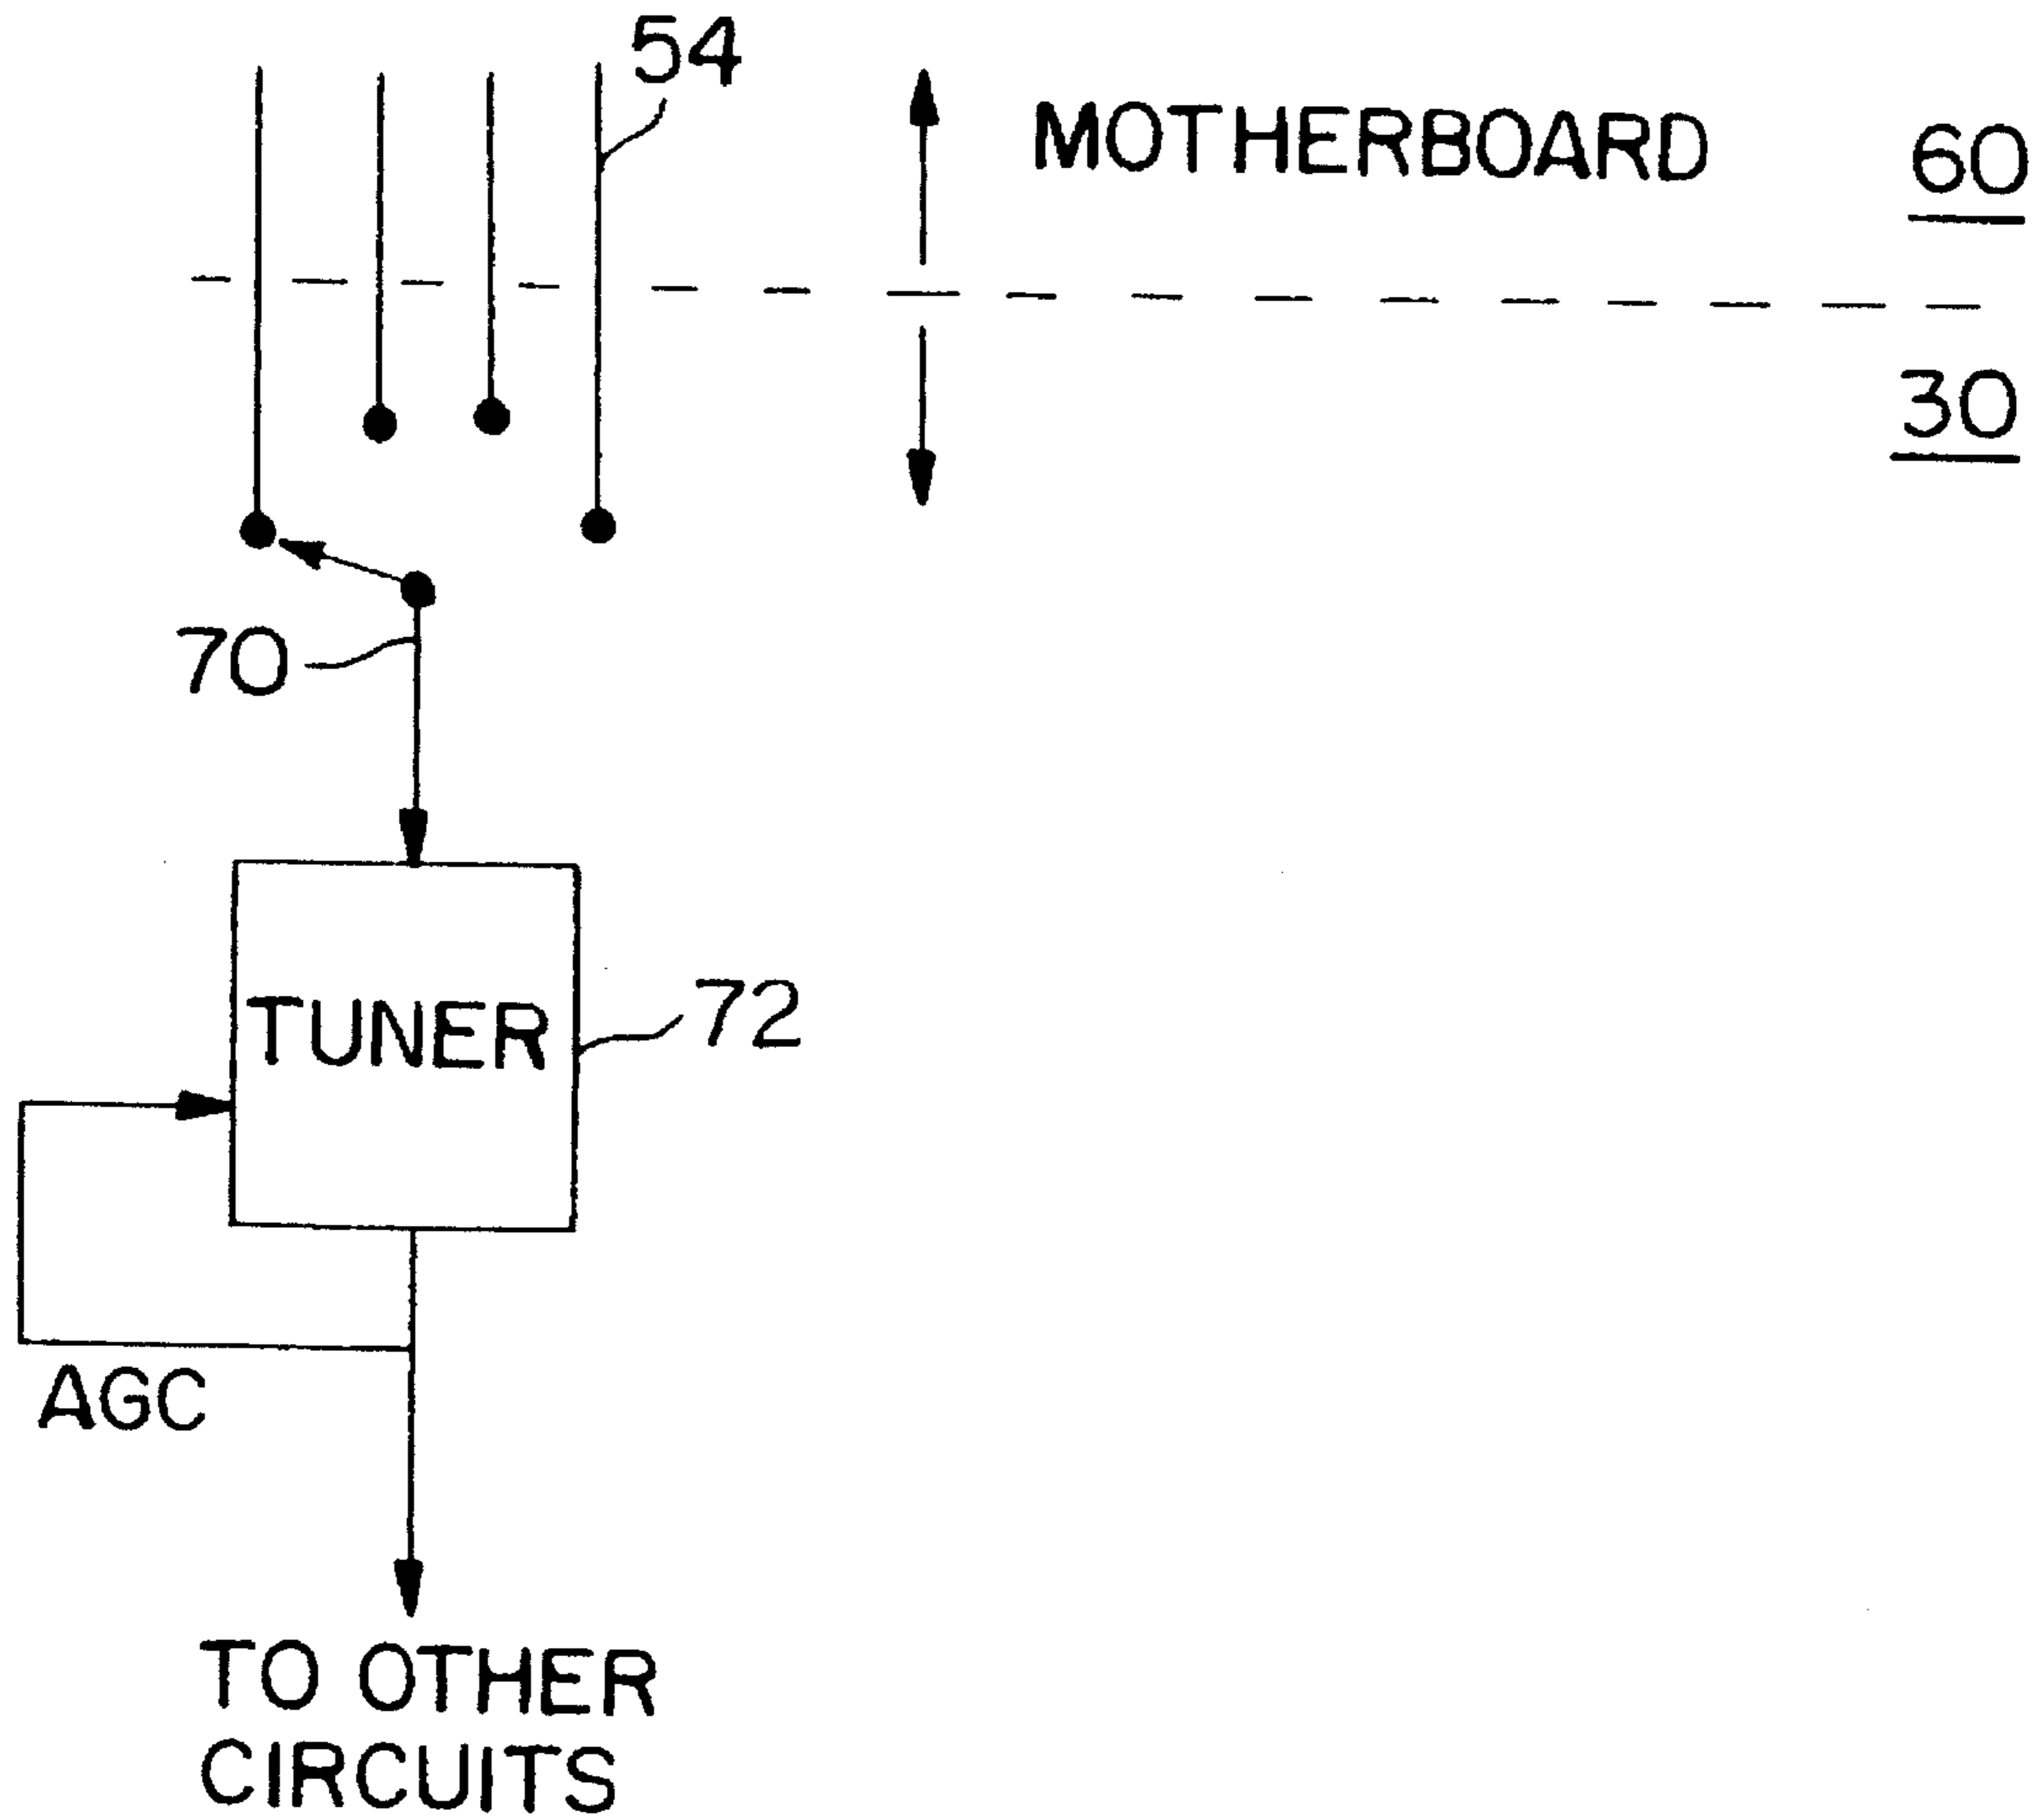 54
MOTHERBOARD 60
30
70
TUNER
72
AGC
TO OTHER
CIRCUITS